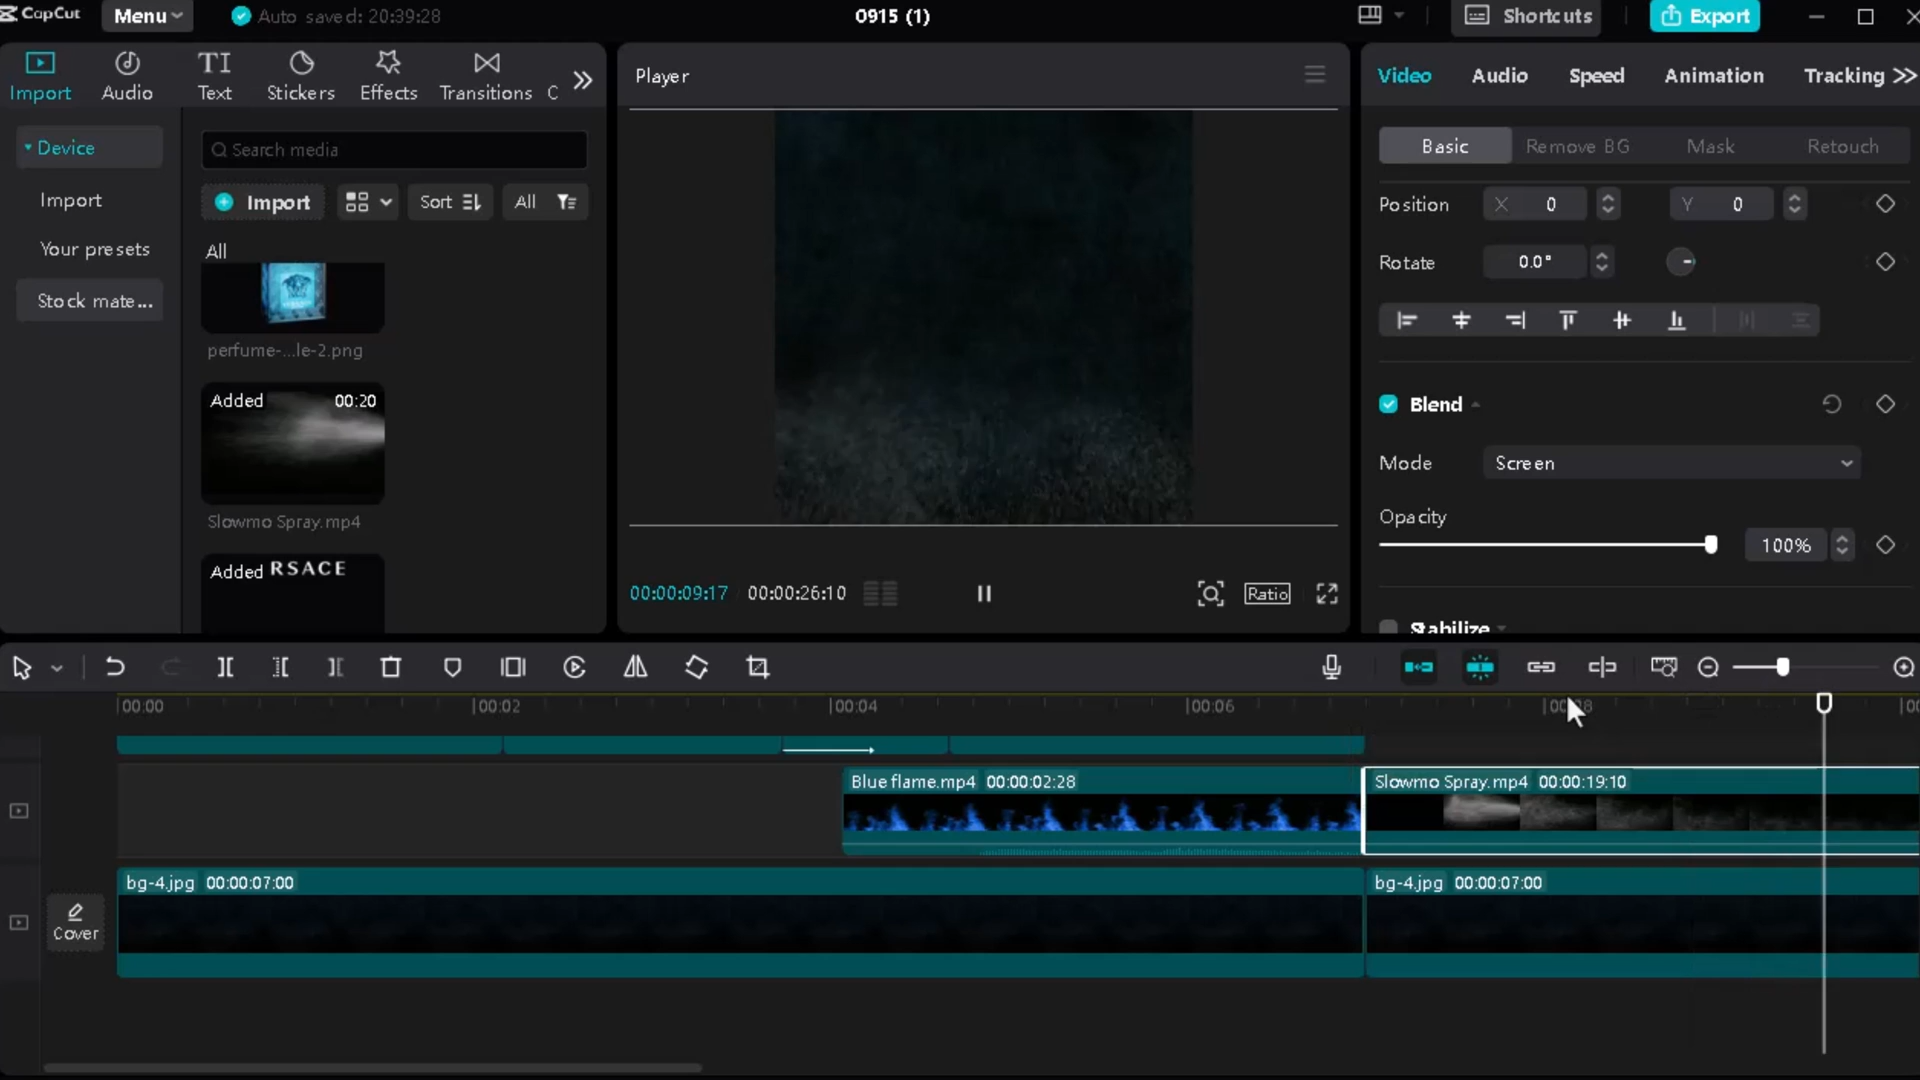 CapCut
Menu
Auto saved: 20:39:28
0915 (1)
Shortcuts
Export
Import
Audio
Text
Stickers
Effects
Transitions
C
Player
Video
Audio
Speed
Animation
Tracking
Device
Import
Your presets
Stock mate...
Search media
Import
Sort
All
All
perfume-...le-2.png
Added
00:20
Slowmo Spray.mp4
Added
RSACE
Basic
Remove BG
Mask
Retouch
Position
X 0
Y 0
Rotate
0.0°
Blend
Mode
Screen
Opacity
100%
Stabilize
00:00:09:17
00:00:26:10
Ratio
00:00
00:02
00:04
00:06
Blue flame.mp4 00:00:02:28
Slowmo Spray.mp4 00:00:19:10
Cover
bg-4.jpg 00:00:07:00
bg-4.jpg 00:00:07:00